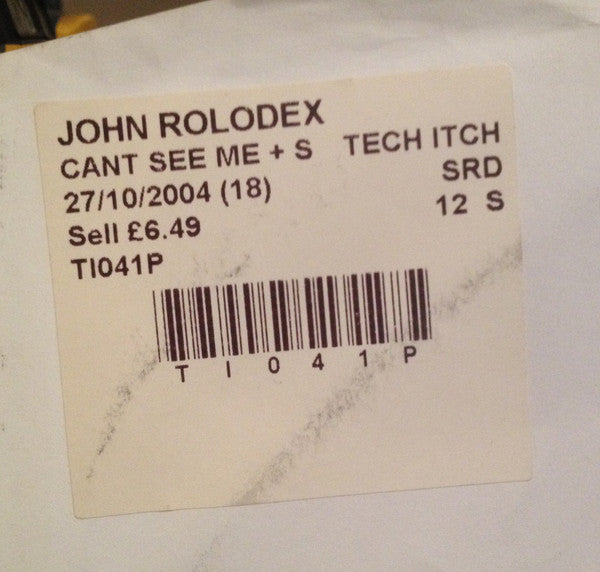 JOHN ROLODEX
CANT SEE ME + S TECH ITCH
27/10/2004 (18) SRD
Sell £6.49 12 S
TI041P
T I 0 4 1 P